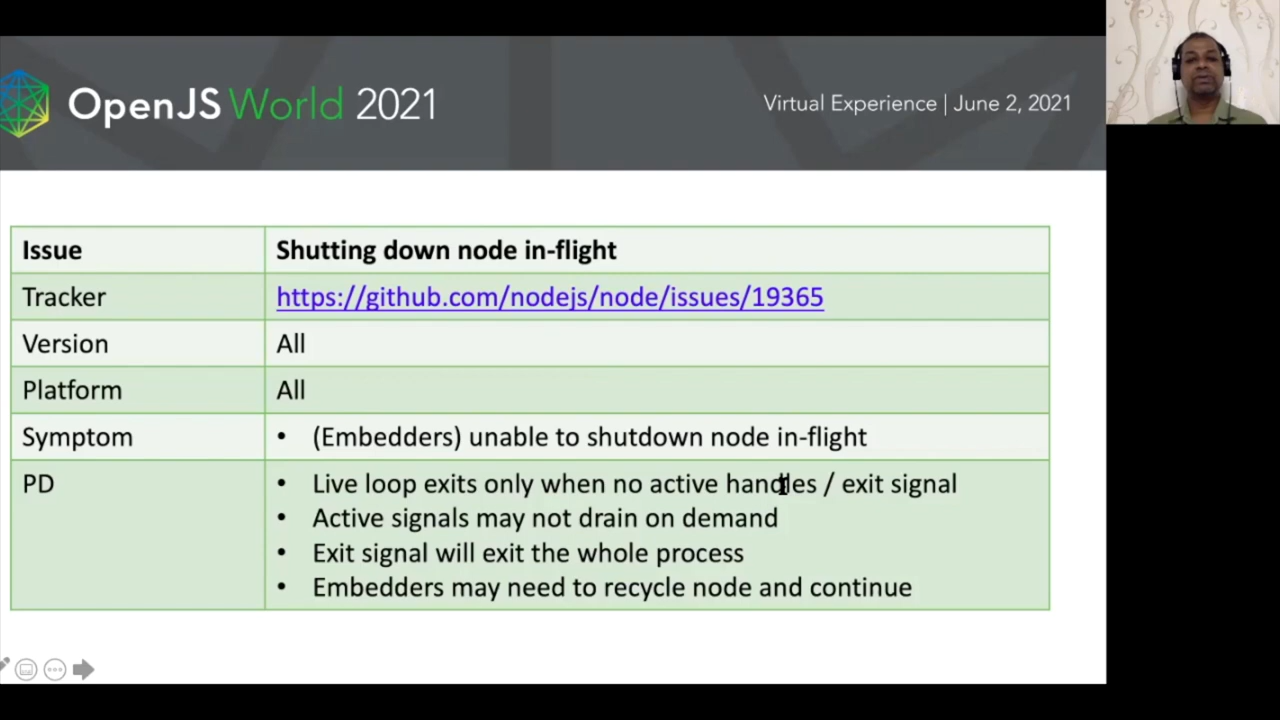 OpenJS World 2021
Virtual Experience | June 2, 2021
Issue
Shutting down node in-flight
Tracker
https://github.com/nodejs/node/issues/19365
Version
All
Platform
All
Symptom
• (Embedders) unable to shutdown node in-flight
PD
• Live loop exits only when no active handles / exit signal
• Active signals may not drain on demand
• Exit signal will exit the whole process
• Embedders may need to recycle node and continue